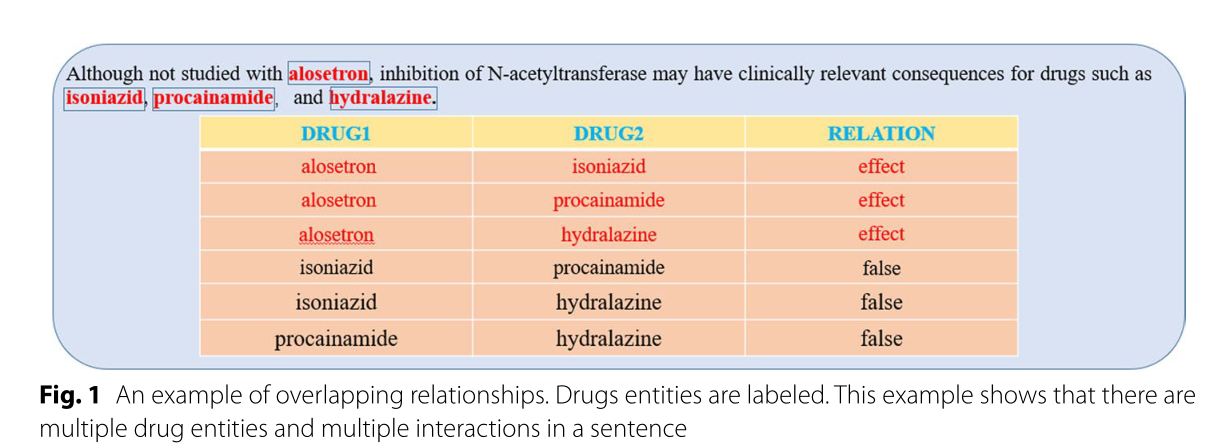 Although not studied with alosetron, inhibition of N-acetyltransferase may have clinically relevant consequences for drugs such as
isoniazid, procainamide, and hydralazine.
DRUG1 DRUG2 RELATION
alosetron isoniazid effect
alosetron procainamide effect
alosetron hydralazine effect
isoniazid procainamide false
isoniazid hydralazine false
procainamide hydralazine false
Fig. 1 An example of overlapping relationships. Drugs entities are labeled. This example shows that there are
multiple drug entities and multiple interactions in a sentence